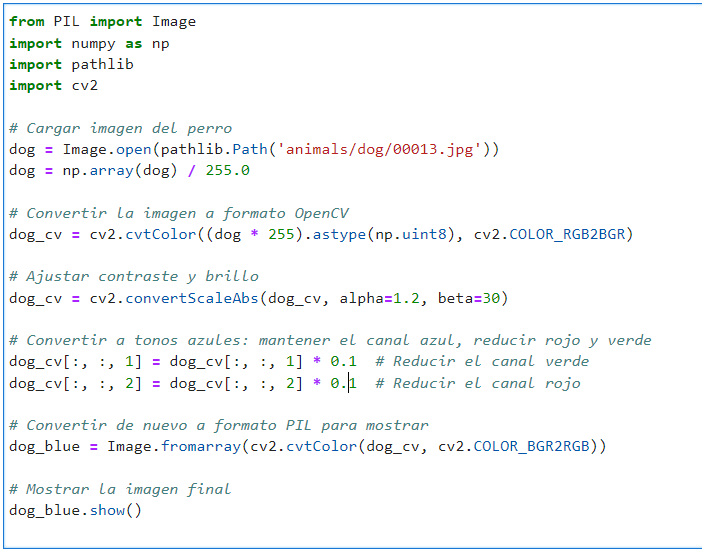 from PIL import Image
import numpy as np
import pathlib
import cv2

# Cargar imagen del perro
dog = Image.open(pathlib.Path('animals/dog/00013.jpg'))
dog = np.array(dog) / 255.0

# Convertir la imagen a formato OpenCV
dog_cv = cv2.cvtColor((dog * 255).astype(np.uint8), cv2.COLOR_RGB2BGR)

# Ajustar contraste y brillo
dog_cv = cv2.convertScaleAbs(dog_cv, alpha=1.2, beta=30)

# Convertir a tonos azules: mantener el canal azul, reducir rojo y verde
dog_cv[:, :, 1] = dog_cv[:, :, 1] * 0.1  # Reducir el canal verde
dog_cv[:, :, 2] = dog_cv[:, :, 2] * 0.1  # Reducir el canal rojo

# Convertir de nuevo a formato PIL para mostrar
dog_blue = Image.fromarray(cv2.cvtColor(dog_cv, cv2.COLOR_BGR2RGB))

# Mostrar la imagen final
dog_blue.show()